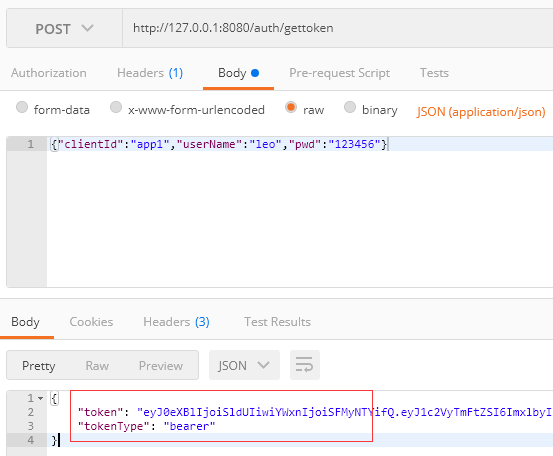 POST http://127.0.0.1:8080/auth/gettoken
Authorization Headers (1) Body Pre-request Script Tests
form-data x-www-form-urlencoded raw binary JSON (application/json)
1 {"clientId":"app1","userName":"leo","pwd":"123456"}
Body Cookies Headers (3) Test Results
Pretty Raw Preview JSON
1 {
2 "token": "eyJ0eXBlIjoiSldUIiwiYWxnIjoiSFMyNTYifQ.eyJ1c2VyTmFtZSI6ImxlbyI
3 "tokenType": "bearer"
4 }